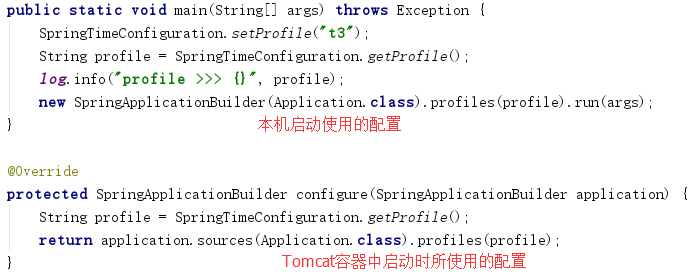 public static void main(String[] args) throws Exception {
SpringTimeConfiguration.setProfile("t3");
String profile = SpringTimeConfiguration.getProfile();
log.info("profile >>> {}", profile);
new SpringApplicationBuilder(Application.class).profiles(profile).run(args);
}
本机启动使用的配置
@Override
protected SpringApplicationBuilder configure(SpringApplicationBuilder application) {
String profile = SpringTimeConfiguration.getProfile();
return application.sources(Application.class).profiles(profile);
}
Tomcat容器中启动时所使用的配置